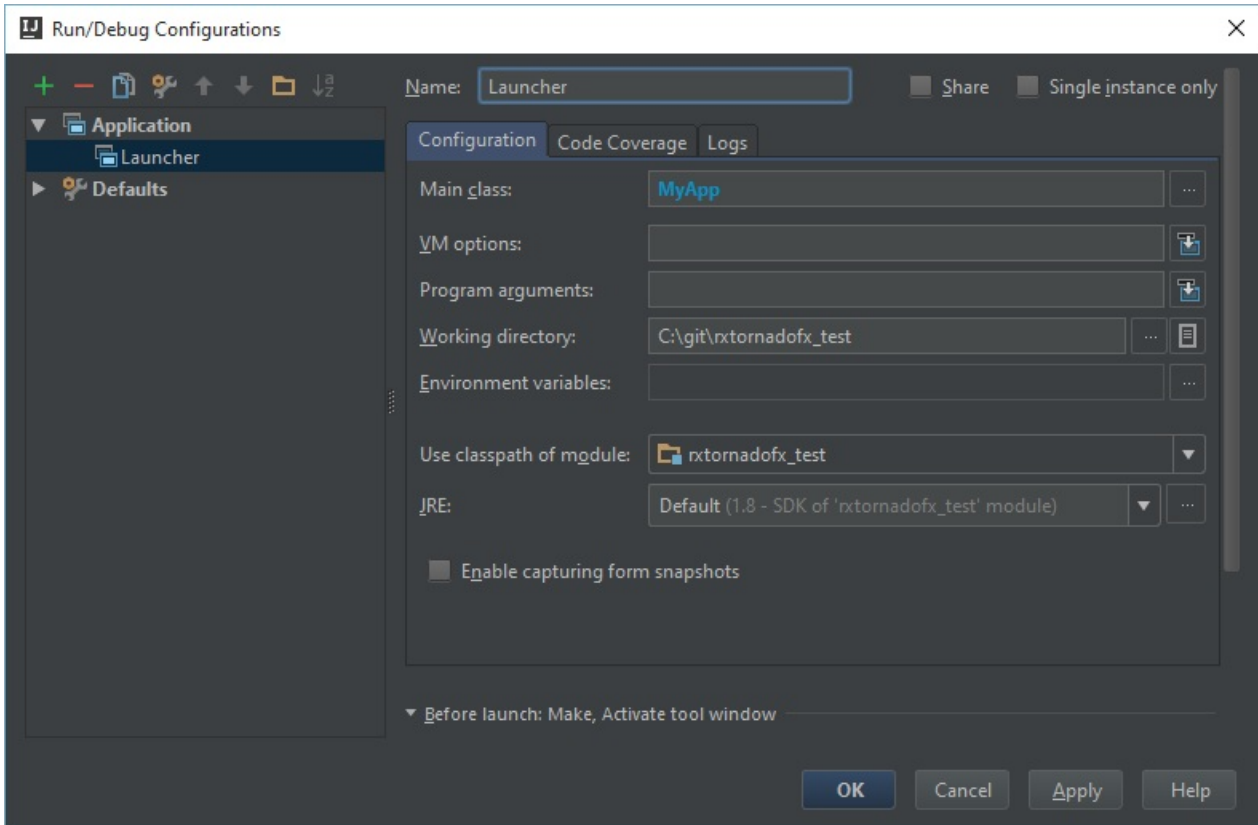 IJ Run/Debug Configurations
Name: Launcher Share Single instance only
Application
Launcher
Defaults
Configuration Code Coverage Logs
Main class: MyApp ...
VM options:
Program arguments:
Working directory: C:\git\rxtornadofx_test ...
Environment variables: ...
Use classpath of module: rxtornadofx_test
JRE: Default (1.8 - SDK of 'rxtornadofx_test' module) ...
Enable capturing form snapshots
Before launch: Make, Activate tool window
OK Cancel Apply Help